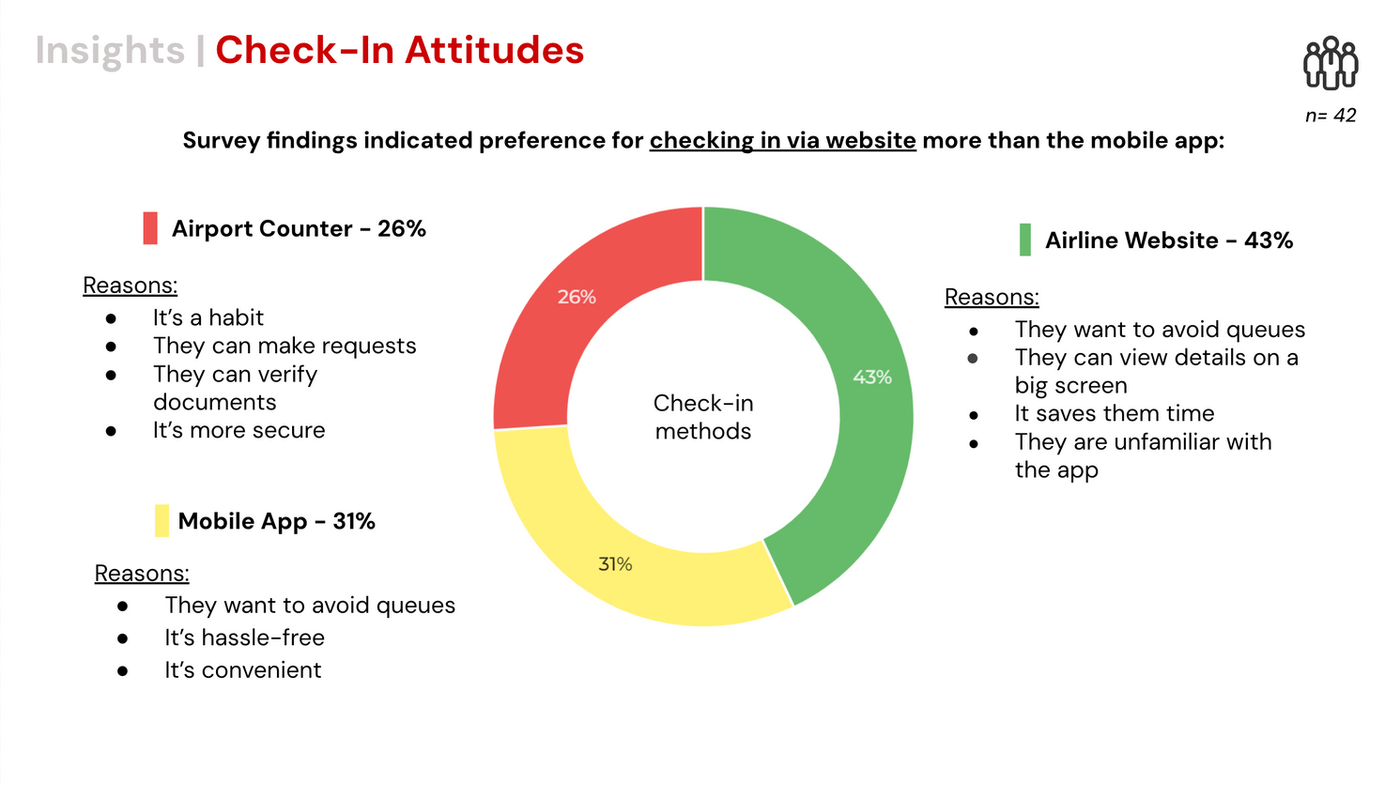 Insights | Check-In Attitudes
n= 42
Survey findings indicated preference for checking in via website more than the mobile app:
Airport Counter - 26%
Reasons:
● It’s a habit
● They can make requests
● They can verify
documents
● It’s more secure
Mobile App - 31%
Reasons:
● They want to avoid queues
● It’s hassle-free
● It’s convenient
26%
43%
31%
Check-in
methods
Airline Website - 43%
Reasons:
● They want to avoid queues
● They can view details on a
big screen
● It saves them time
● They are unfamiliar with
the app